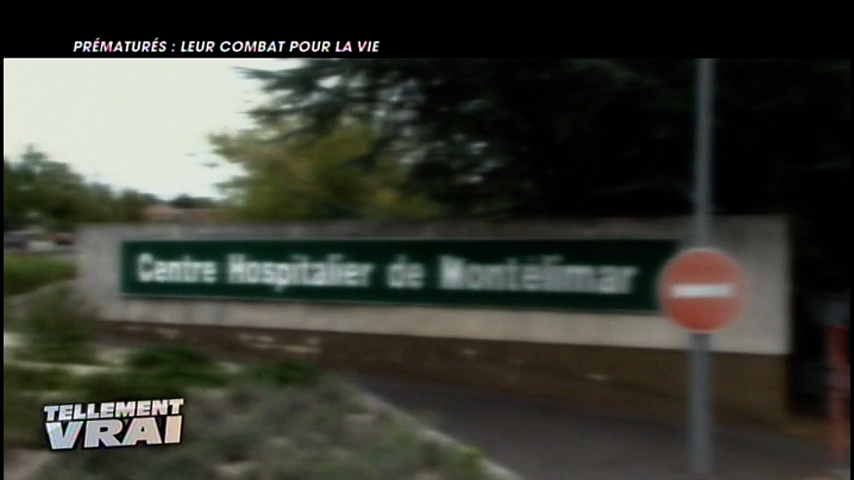 PRÉMATURÉS : LEUR COMBAT POUR LA VIE
Centre Hospitalier de Montélimar
TELLEMENT
VRAI